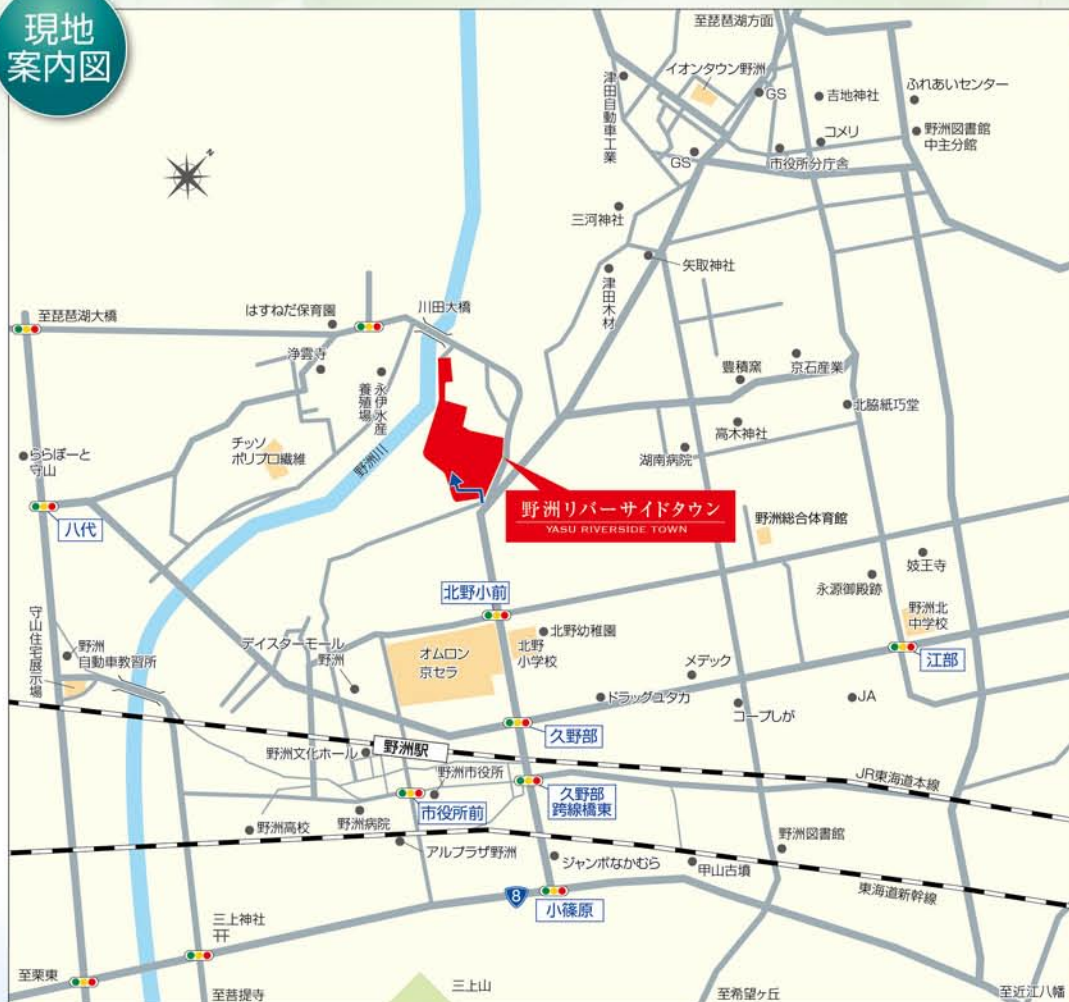 現地
案内図
至琵琶湖方面
イオンタウン野洲
津田自動車工業
GS
吉地神社
ふれあいセンター
コメリ
野洲図書館
中主分館
GS
市役所分庁舎
三河神社
矢取神社
津田木材
至琵琶湖大橋
はすねだ保育園
川田大橋
浄雲寺
永伊水産
養殖場
豊積窯
京石産業
北脇紙巧堂
高木神社
湖南病院
ららぽーと
守山
チッソ
ポリプロ繊維
野洲川
八代
野洲リバーサイドタウン
YASU RIVERSIDE TOWN
野洲総合体育館
妓王寺
永源御殿跡
北野小前
守山住宅展示場
野洲
自動車教習所
デイスターモール
野洲
オムロン
京セラ
北野幼稚園
北野
小学校
野洲北
中学校
江部
メデック
ドラッグユタカ
コープしが
JA
久野部
野洲文化ホール
野洲駅
野洲市役所
JR東海道本線
久野部
跨線橋東
市役所前
野洲高校
野洲病院
アルプラザ野洲
ジャンボなかむら
甲山古墳
野洲図書館
東海道新幹線
8
小篠原
三上神社
至栗東
至菩提寺
三上山
至希望ヶ丘
至近江八幡
N